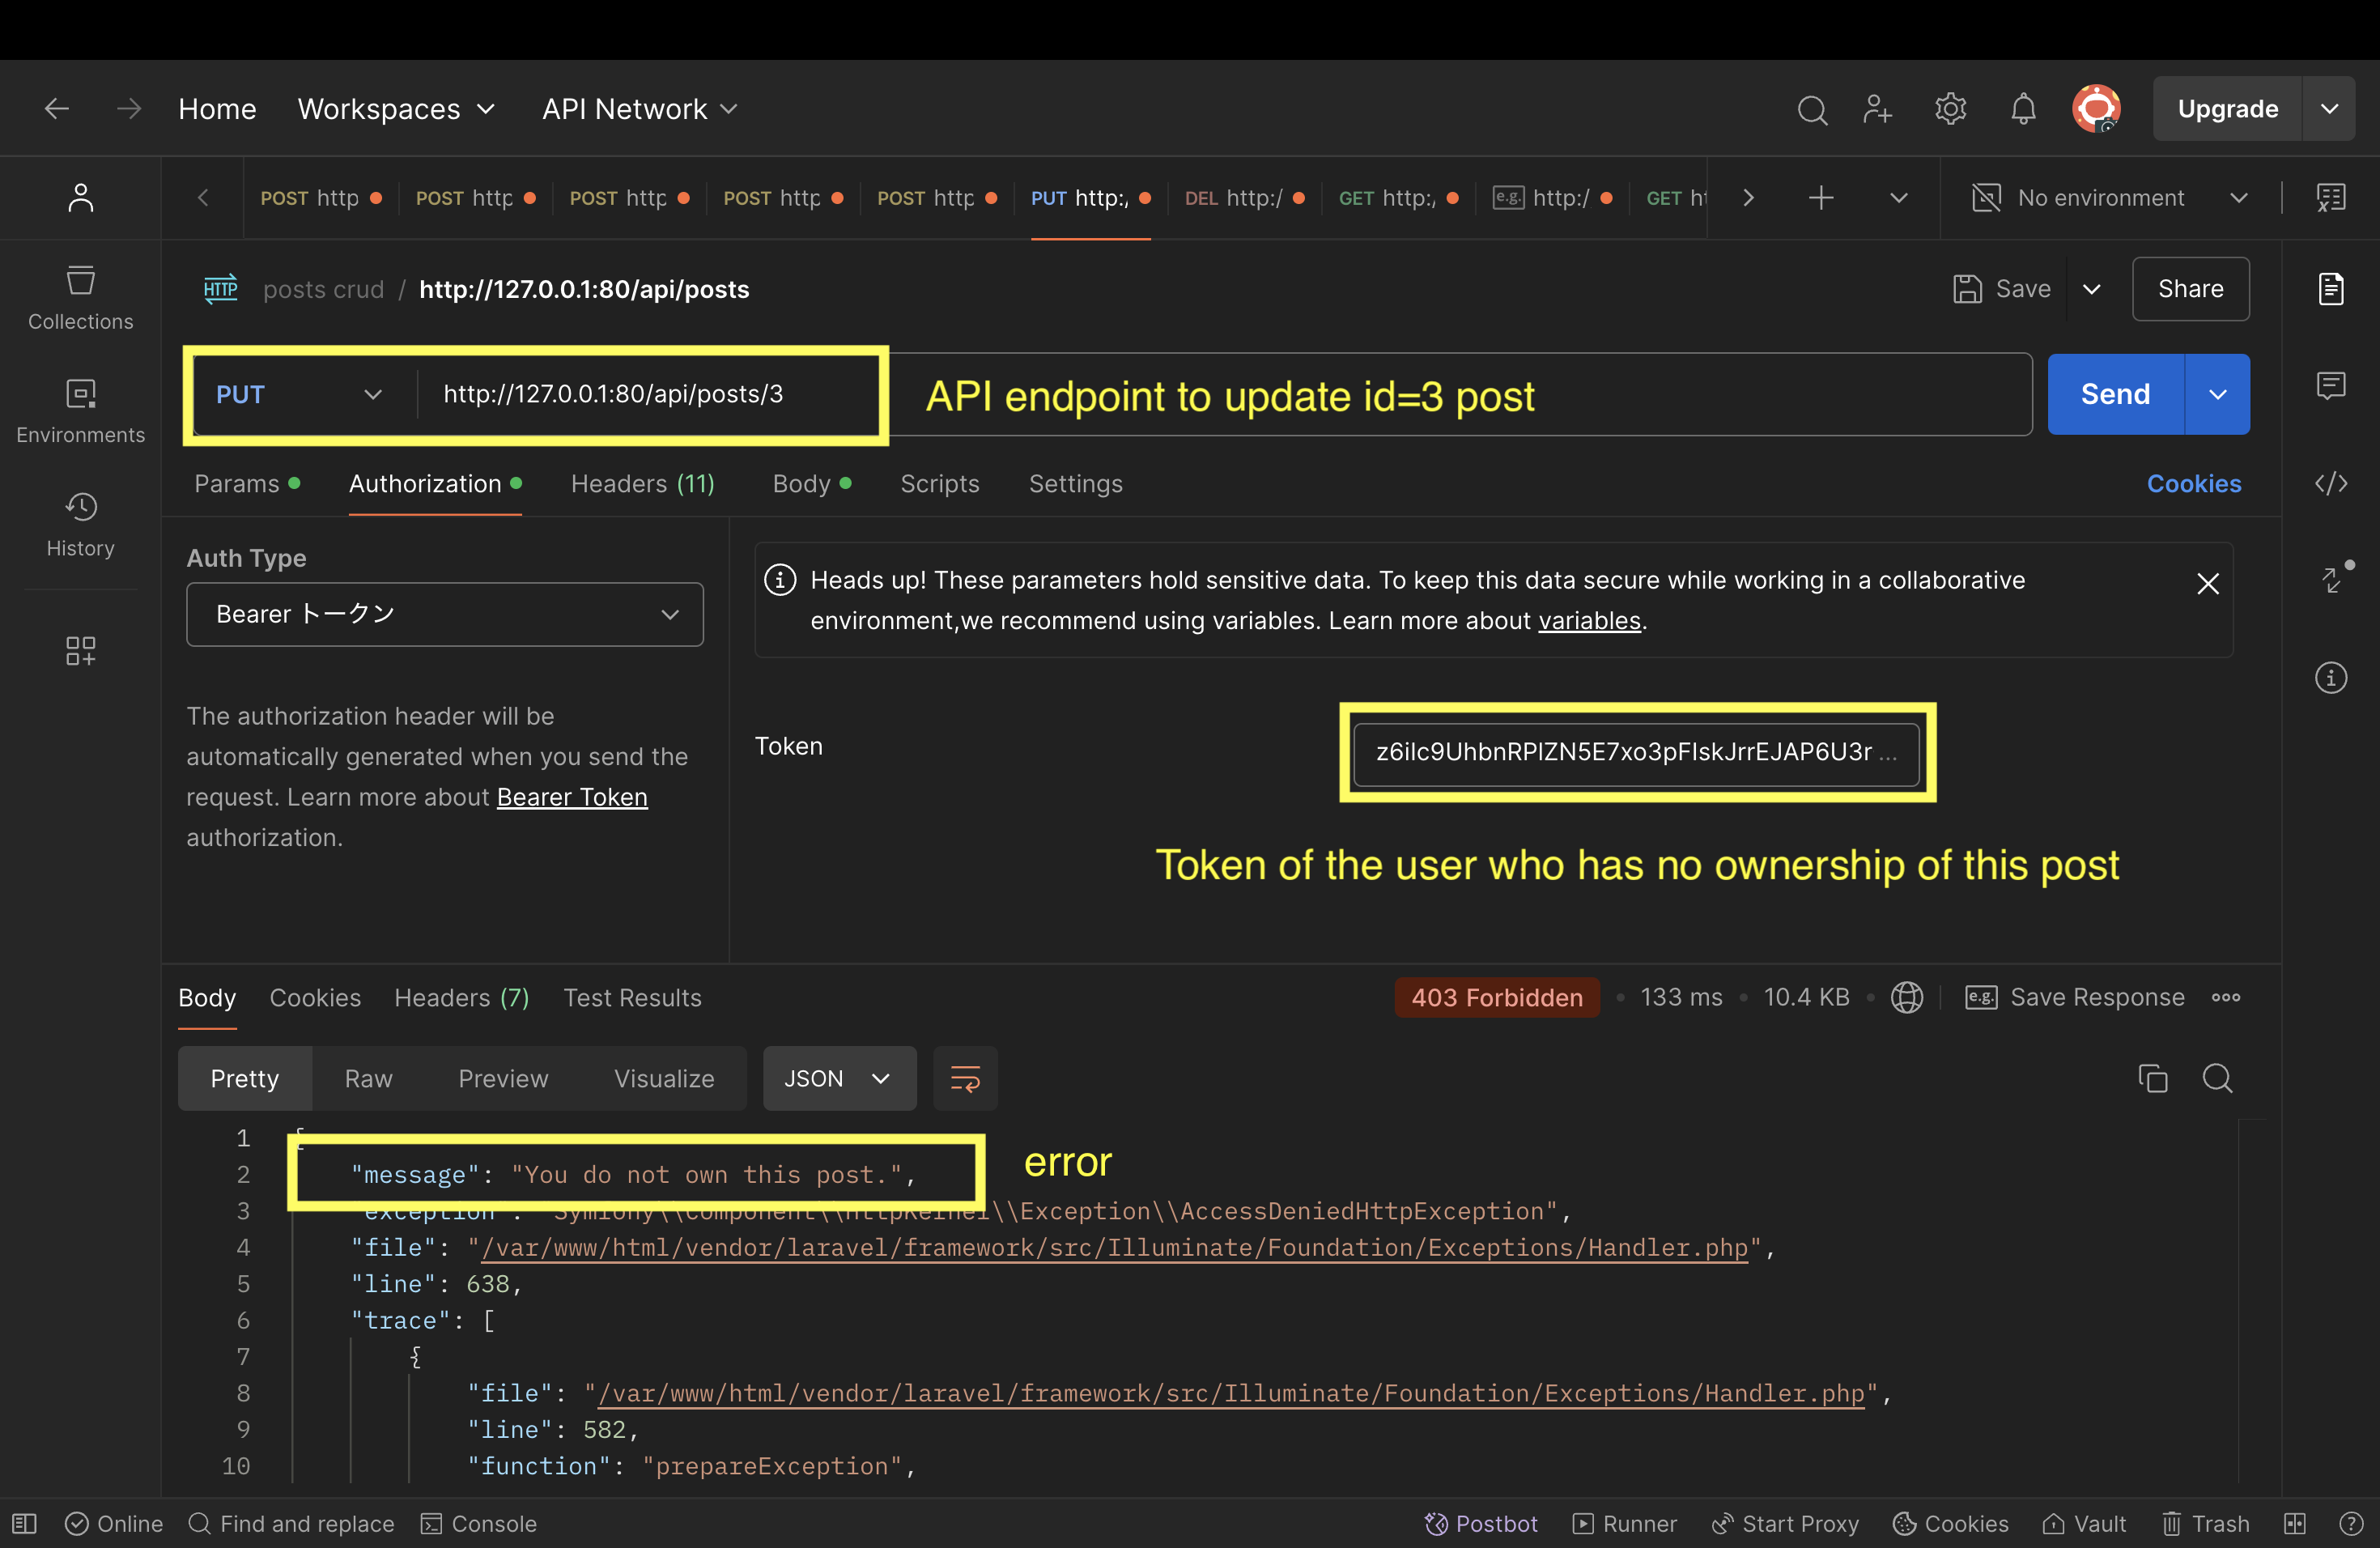 Home Workspaces API Network Upgrade
POST http POST http POST http POST http POST http PUT http:/ DEL http:/ GET http:/ e.g. http:/ GET ht No environment
HTTP posts crud / http://127.0.0.1:80/api/posts Save Share
Collections
PUT http://127.0.0.1:80/api/posts/3 API endpoint to update id=3 post Send
Environments
Params Authorization Headers (11) Body Scripts Settings Cookies
History
Auth Type
Bearer トークン
Heads up! These parameters hold sensitive data. To keep this data secure while working in a collaborative
environment,we recommend using variables. Learn more about variables.
The authorization header will be
automatically generated when you send the
request. Learn more about Bearer Token
authorization.
Token z6ilc9UhbnRPlZN5E7xo3pFlskJrrEJAP6U3r ...
Token of the user who has no ownership of this post
Body Cookies Headers (7) Test Results 403 Forbidden 133 ms 10.4 KB e.g. Save Response
Pretty Raw Preview Visualize JSON
1 {
2 "message": "You do not own this post.", error
3 "exception": "Symfony\\Component\\HttpKernel\\Exception\\AccessDeniedHttpException",
4 "file": "/var/www/html/vendor/laravel/framework/src/Illuminate/Foundation/Exceptions/Handler.php",
5 "line": 638,
6 "trace": [
7 {
8 "file": "/var/www/html/vendor/laravel/framework/src/Illuminate/Foundation/Exceptions/Handler.php",
9 "line": 582,
10 "function": "prepareException",
Online Find and replace Console Postbot Runner Start Proxy Cookies Vault Trash